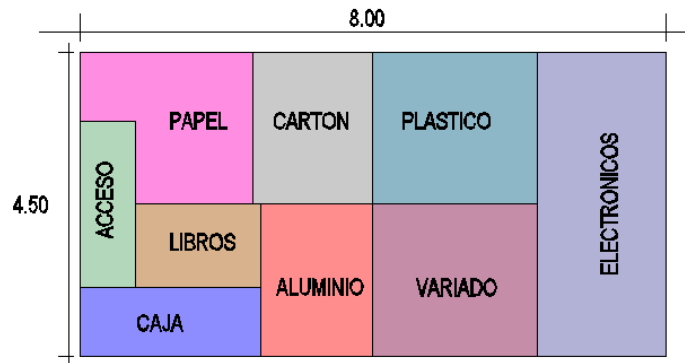 8.00
4.50
PAPEL
CARTON
PLASTICO
ELECTRONICOS
ACCESO
LIBROS
ALUMINIO
VARIADO
CAJA